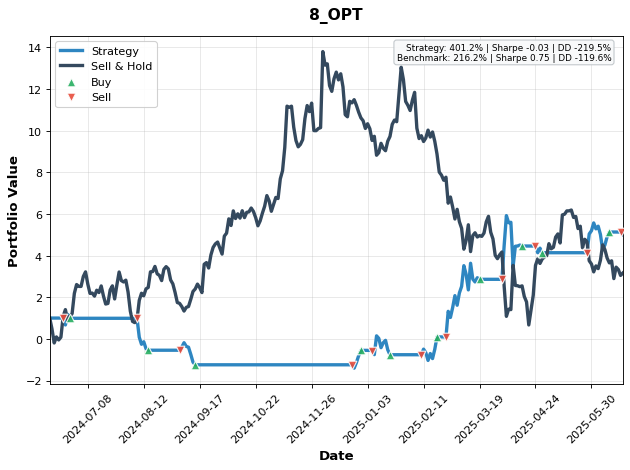 8_OPT
Strategy: 401.2% | Sharpe -0.03 | DD -219.5%
Benchmark: 216.2% | Sharpe 0.75 | DD -119.6%
Strategy
Sell & Hold
Buy
Sell
Portfolio Value
14
12
10
8
6
4
2
0
−2
2024-07-08
2024-08-12
2024-09-17
2024-10-22
2024-11-26
2025-01-03
2025-02-11
2025-03-19
2025-04-24
2025-05-30
Date